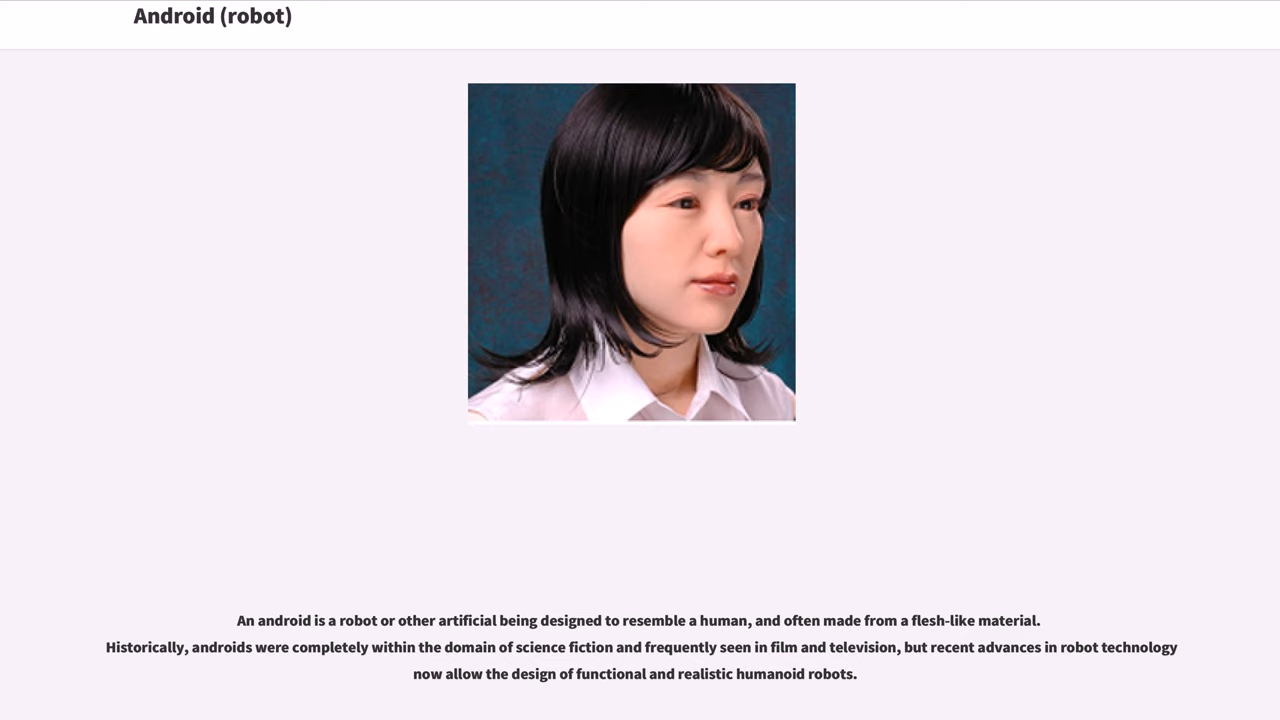 Android (robot)
An android is a robot or other artificial being designed to resemble a human, and often made from a flesh-like material.
Historically, androids were completely within the domain of science fiction and frequently seen in film and television, but recent advances in robot technology
now allow the design of functional and realistic humanoid robots.